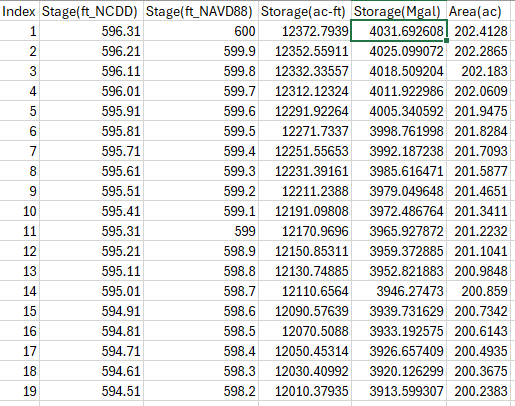 Index Stage(ft_NCDD) Stage(ft_NAVD88) Storage(ac-ft) Storage(Mgal) Area(ac)
1 596.31 600 12372.7939 4031.692608 202.4128
2 596.21 599.9 12352.55911 4025.099072 202.2865
3 596.11 599.8 12332.33557 4018.509204 202.183
4 596.01 599.7 12312.12324 4011.922986 202.0609
5 595.91 599.6 12291.92264 4005.340592 201.9475
6 595.81 599.5 12271.7337 3998.761998 201.8284
7 595.71 599.4 12251.55653 3992.187238 201.7093
8 595.61 599.3 12231.39161 3985.616471 201.5877
9 595.51 599.2 12211.2388 3979.049648 201.4651
10 595.41 599.1 12191.09808 3972.486764 201.3411
11 595.31 599 12170.9696 3965.927872 201.2232
12 595.21 598.9 12150.85311 3959.372885 201.1041
13 595.11 598.8 12130.74885 3952.821883 200.9848
14 595.01 598.7 12110.6564 3946.27473 200.859
15 594.91 598.6 12090.57639 3939.731629 200.7342
16 594.81 598.5 12070.5088 3933.192575 200.6143
17 594.71 598.4 12050.45314 3926.657409 200.4935
18 594.61 598.3 12030.40992 3920.126299 200.3675
19 594.51 598.2 12010.37935 3913.599307 200.2383